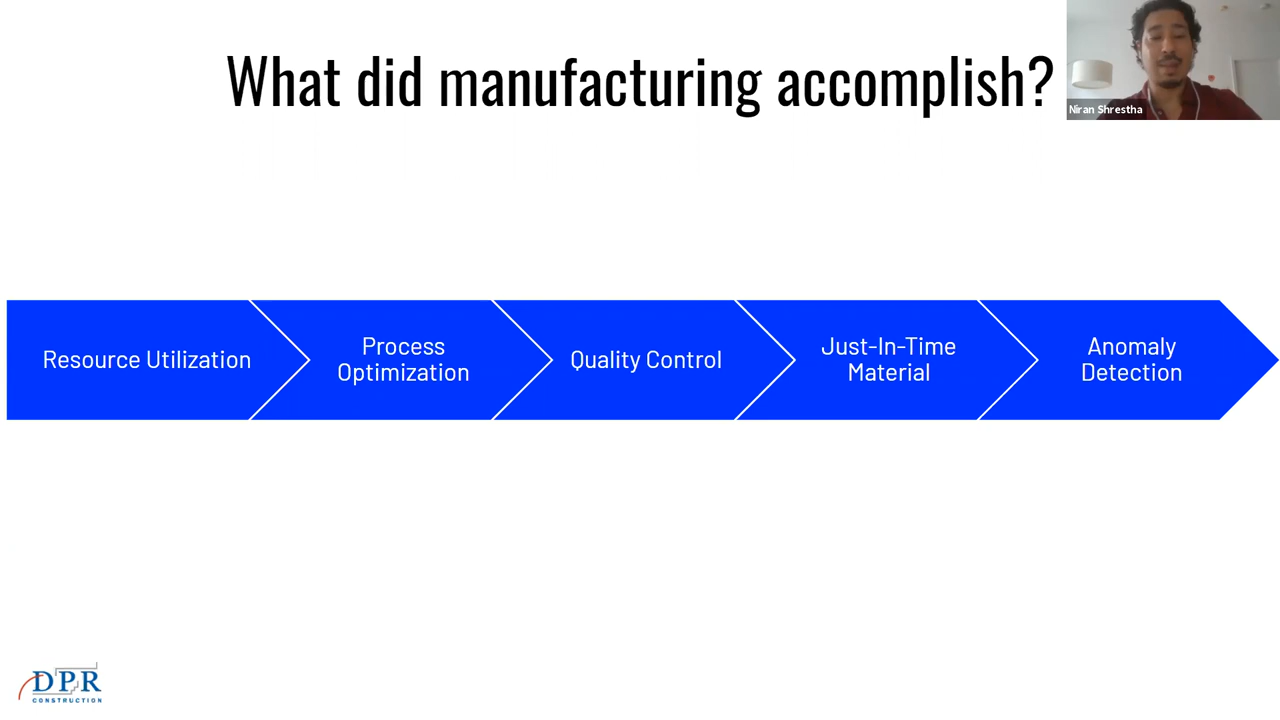 What did manufacturing accomplish?
Niran Shrestha
Resource Utilization
Process
Optimization
Quality Control
Just-In-Time
Material
Anomaly
Detection
DPR
CONSTRUCTION